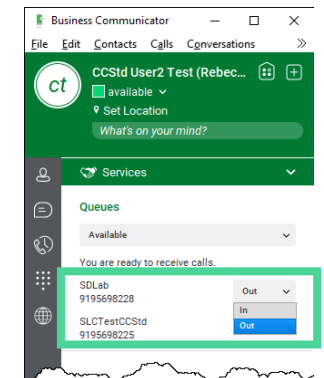 Business Communicator
File Edit Contacts Calls Conversations »
ct
CCStd User2 Test (Rebec...
available
Set Location
What's on your mind?
Services
Queues
Available
You are ready to receive calls.
SDLab
9195698228
Out
In
Out
SLCTestCCStd
9195698225